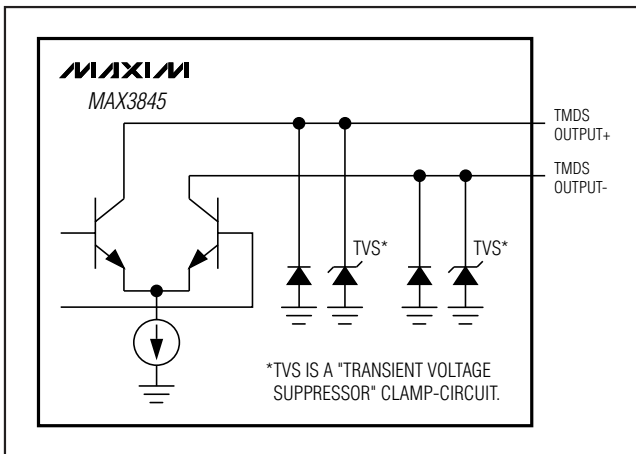 MAXIM
MAX3845
TMDS
OUTPUT+
TMDS
OUTPUT-
TVS*
TVS*
*TVS IS A "TRANSIENT VOLTAGE
SUPPRESSOR" CLAMP-CIRCUIT.